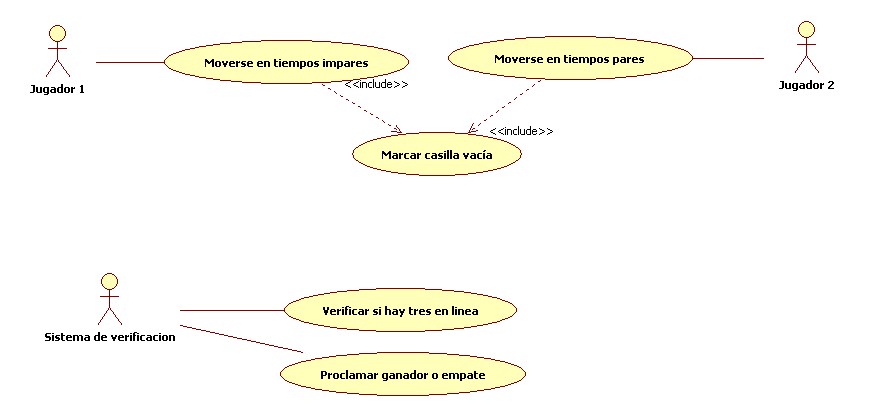 Moverse en tiempos impares
Moverse en tiempos pares
Jugador 1
Jugador 2
<<include>>
<<include>>
Marcar casilla vacía
Verificar si hay tres en linea
Sistema de verificacion
Proclamar ganador o empate